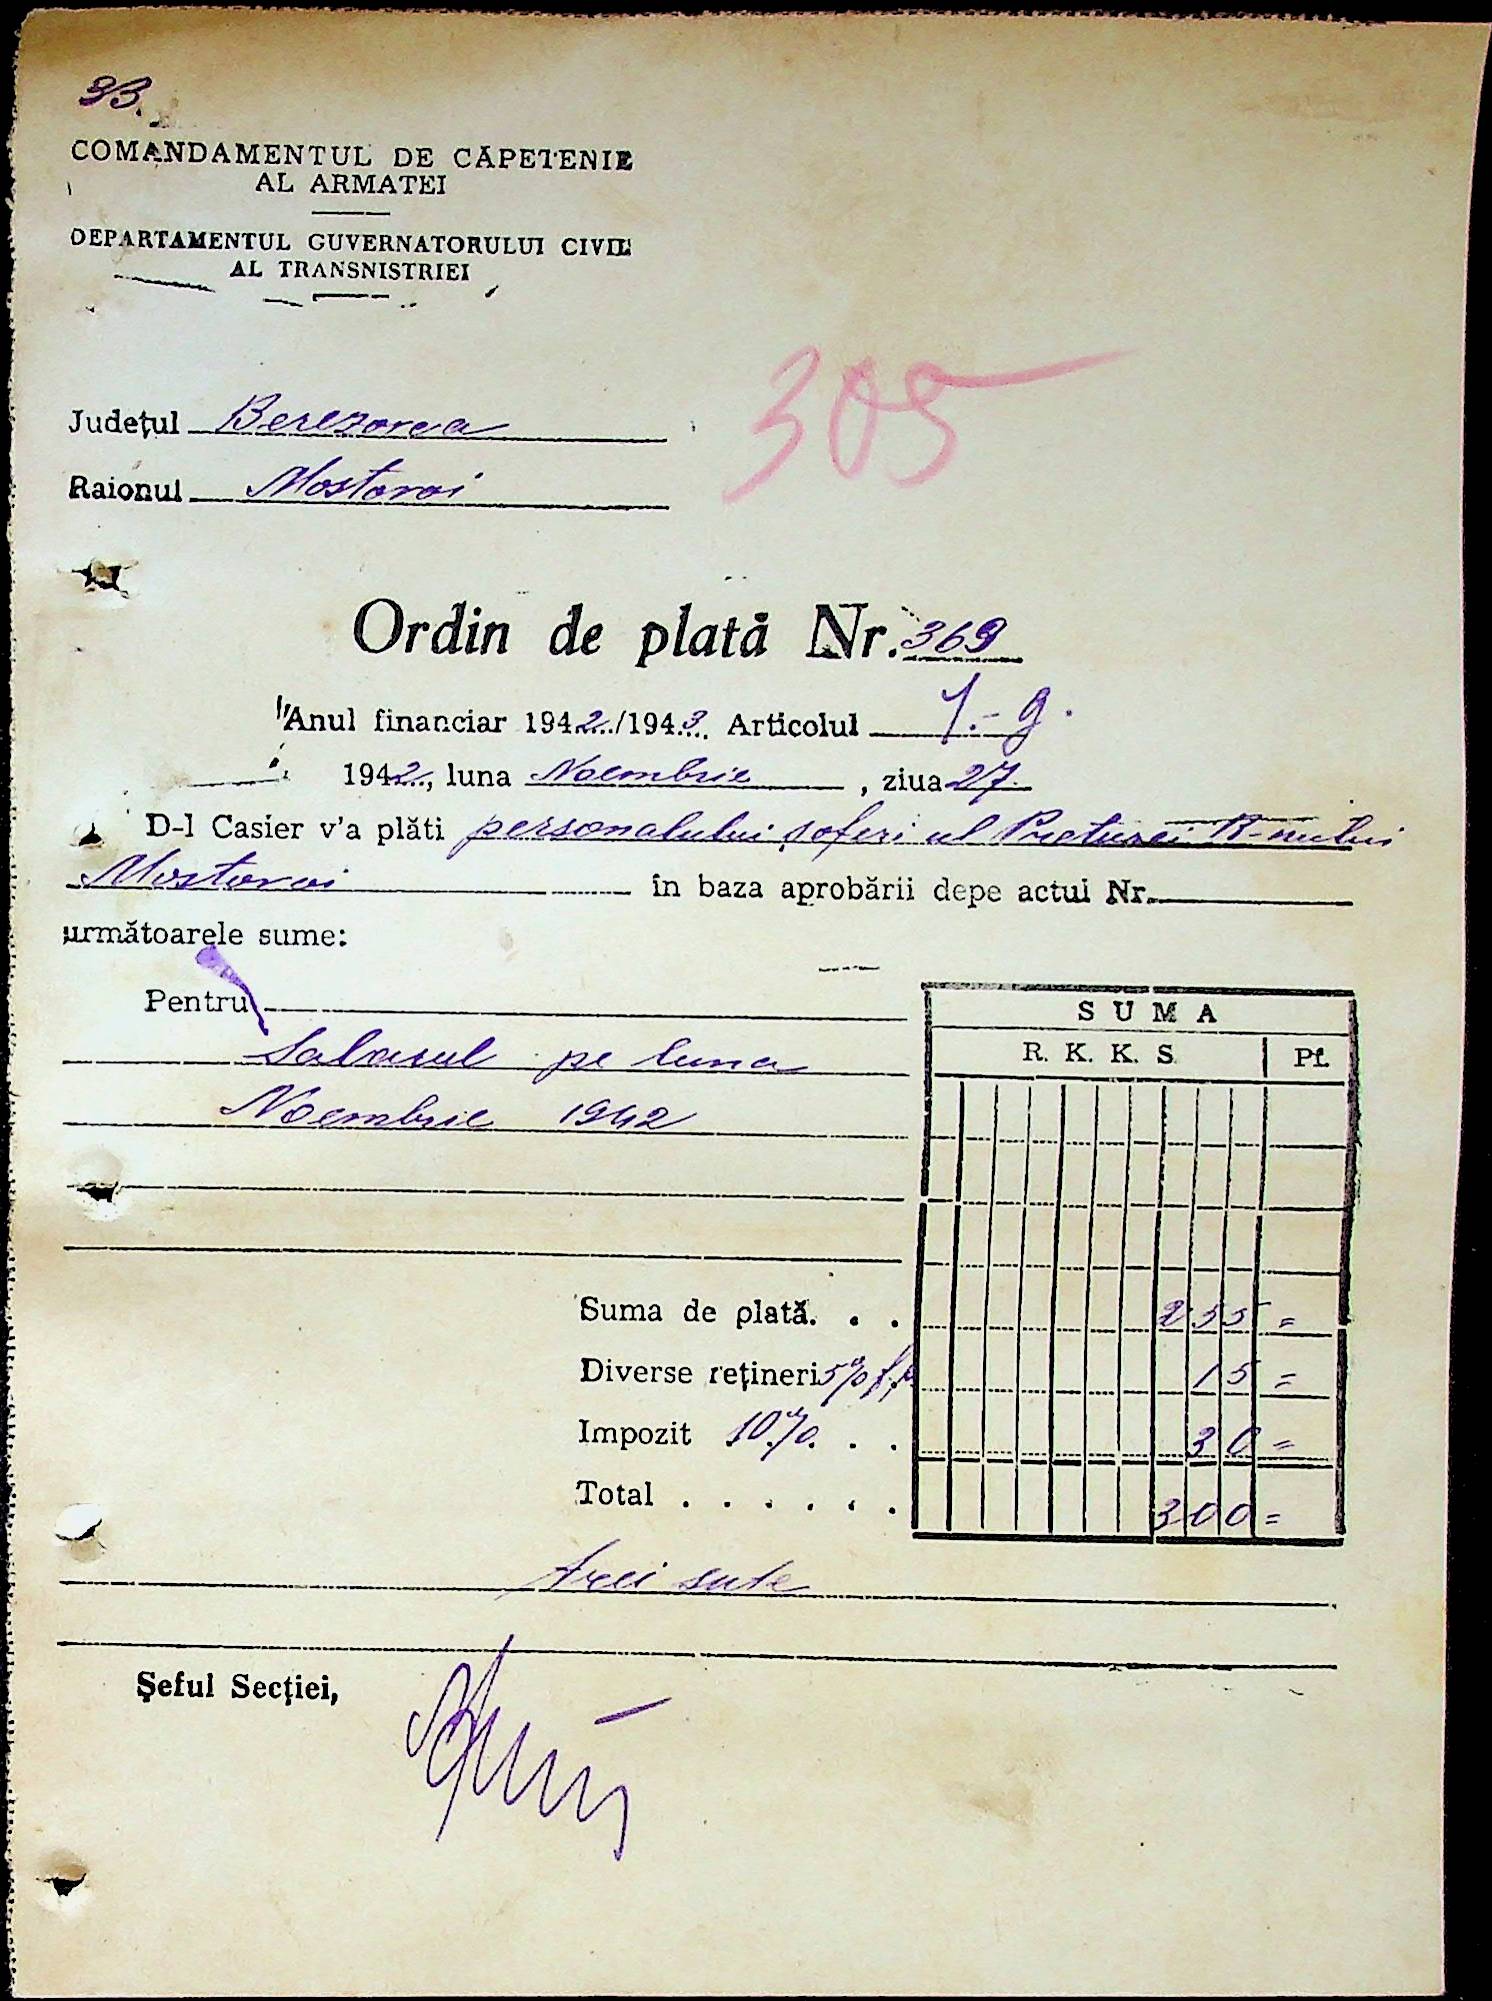 33.
COMANDAMENTUL DE CĂPETENIE
AL ARMATEI
DEPARTAMENTUL GUVERNATORULUI CIVIL
AL TRANSNISTRIEI
305
Județul Berezovca
Raionul Mostovoi
Ordin de plată Nr. 369
Anul financiar 1942/1943 Articolul 1.- g.
1942, luna Noembrie, ziua 27
D-l Casier v'a plăti personalului șoferi al Preturei R-nului
Mostovoi în baza aprobării depe actul Nr.
următoarele sume:
Pentru
Salarul pe luna
Noembrie 1942
SUMA
R. K. K. S. Pf.
Suma de plată. . . 255 =
Diverse rețineri 5% 15 =
Impozit 10% . . . 30 =
Total . . . . . . 300 =
trei sute
Șeful Secției,